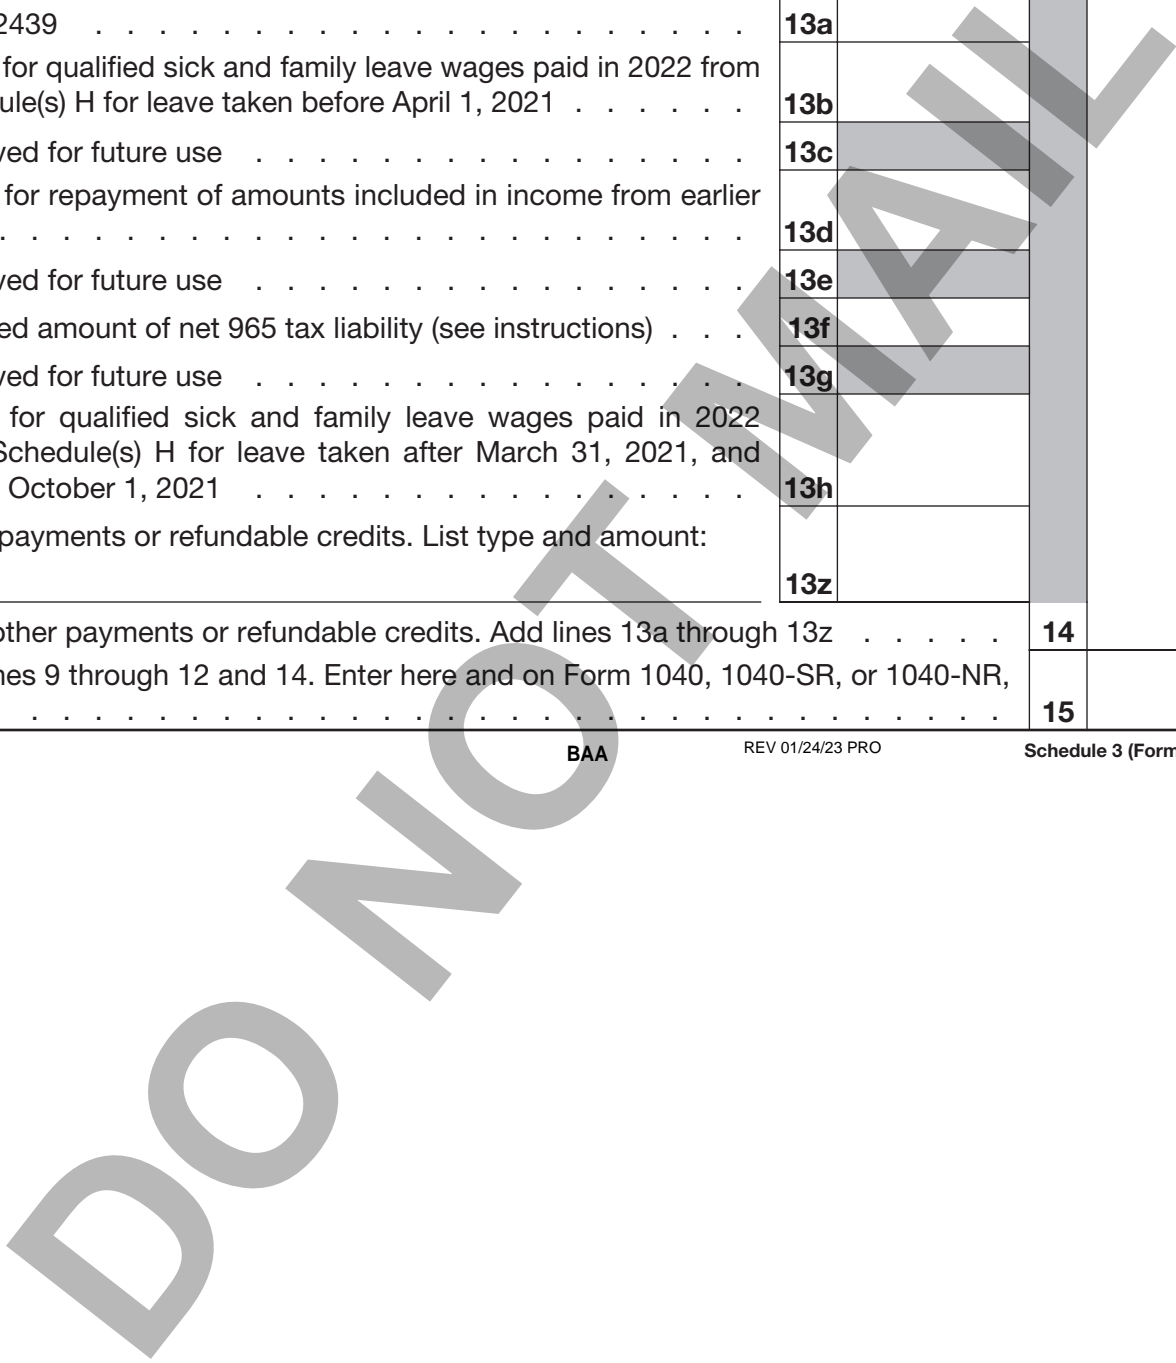 2439 . . . . . . . . . . . . . . . . . . . . . 13a
for qualified sick and family leave wages paid in 2022 from
ule(s) H for leave taken before April 1, 2021 . . . . . . 13b
ved for future use . . . . . . . . . . . . . . . . 13c
for repayment of amounts included in income from earlier
. . . . . . . . . . . . . . . . . . . . . . . . 13d
ved for future use . . . . . . . . . . . . . . . . 13e
ed amount of net 965 tax liability (see instructions) . . . 13f
ved for future use . . . . . . . . . . . . . . . . 13g
for qualified sick and family leave wages paid in 2022
Schedule(s) H for leave taken after March 31, 2021, and
October 1, 2021 . . . . . . . . . . . . . . . . 13h
payments or refundable credits. List type and amount:
13z
other payments or refundable credits. Add lines 13a through 13z . . . . . 14
nes 9 through 12 and 14. Enter here and on Form 1040, 1040-SR, or 1040-NR,
. . . . . . . . . . . . . . . . . . . . . . . . . . . . . . . 15
BAA REV 01/24/23 PRO Schedule 3 (Form
DO NOT MAIL